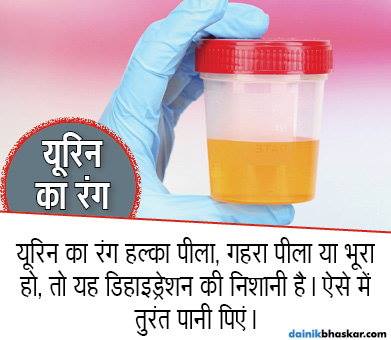 यूरिन
का रंग
यूरिन का रंग हल्का पीला, गहरा पीला या भूरा
हो, तो यह डिहाइड्रेशन की निशानी है। ऐसे में
तुरंत पानी पिएं।
dainikbhaskar.com